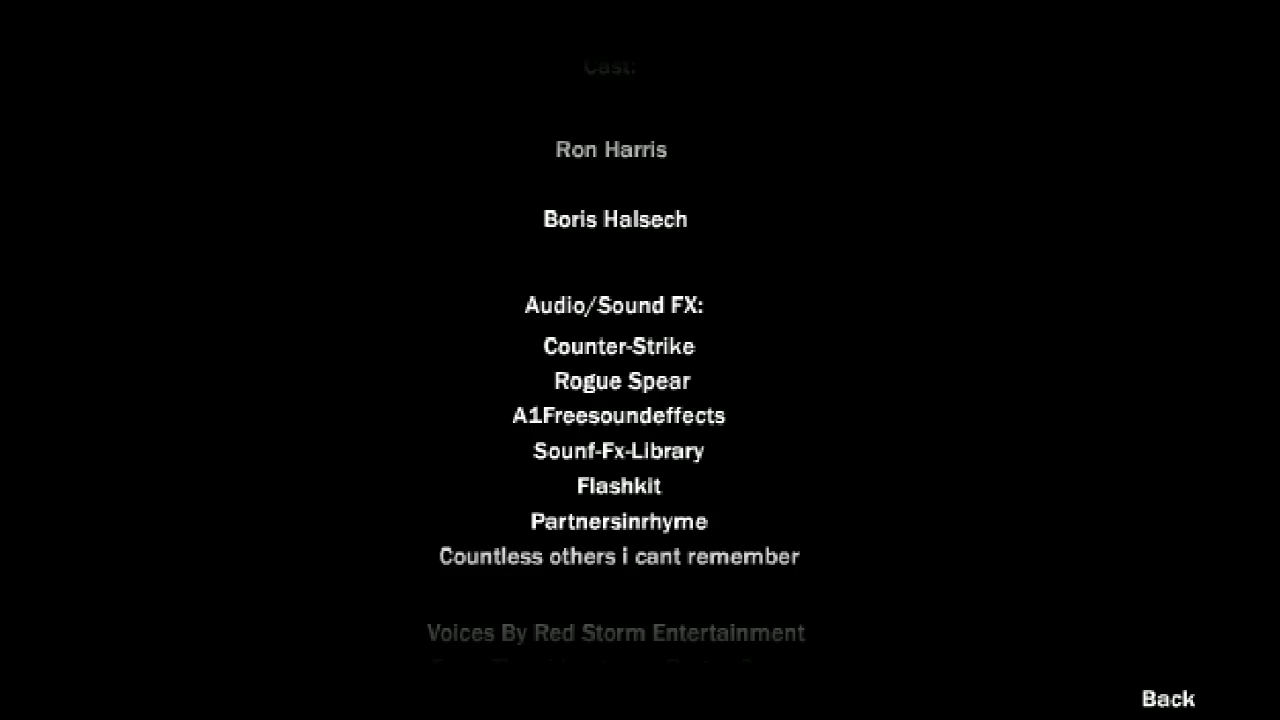 Cast:
Ron Harris
Boris Halsech
Audio/Sound FX:
Counter-Strike
Rogue Spear
A1Freesoundeffects
Sounf-Fx-Library
Flashkit
Partnersinrhyme
Countless others i cant remember
Voices By Red Storm Entertainment
Back